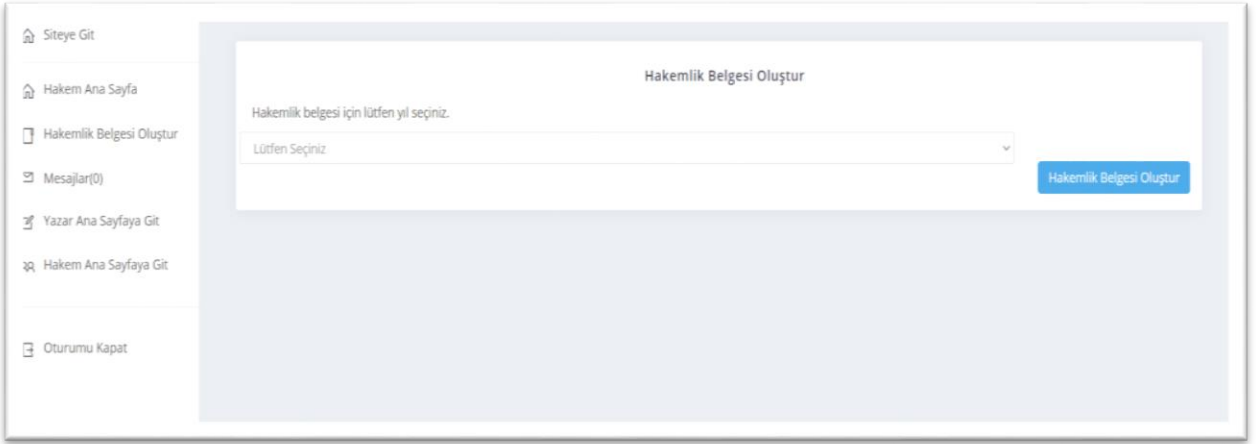 Siteye Git
Hakem Ana Sayfa
Hakemlik Belgesi Oluştur
Mesajlar(0)
Yazar Ana Sayfaya Git
Hakem Ana Sayfaya Git
Oturumu Kapat
Hakemlik Belgesi Oluştur
Hakemlik belgesi için lütfen yıl seçiniz.
Lütfen Seçiniz
Hakemlik Belgesi Oluştur